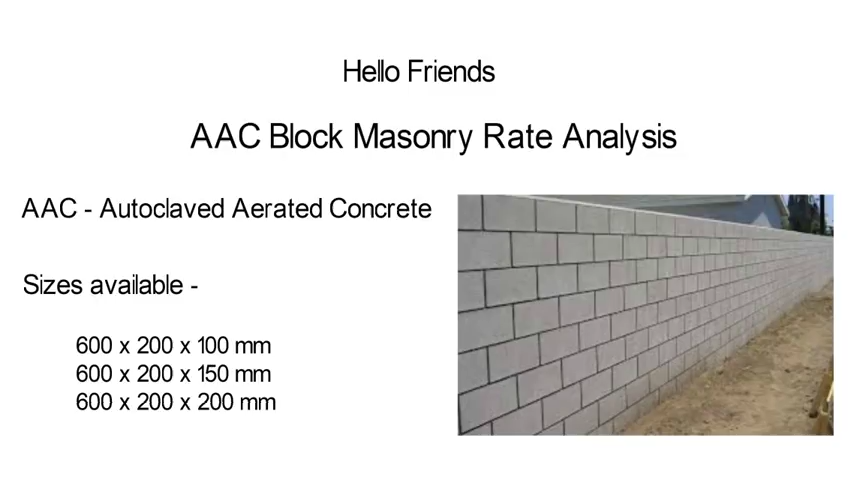 Hello Friends
AAC Block Masonry Rate Analysis
AAC - Autoclaved Aerated Concrete
Sizes available -
600 x 200 x 100 mm
600 x 200 x 150 mm
600 x 200 x 200 mm